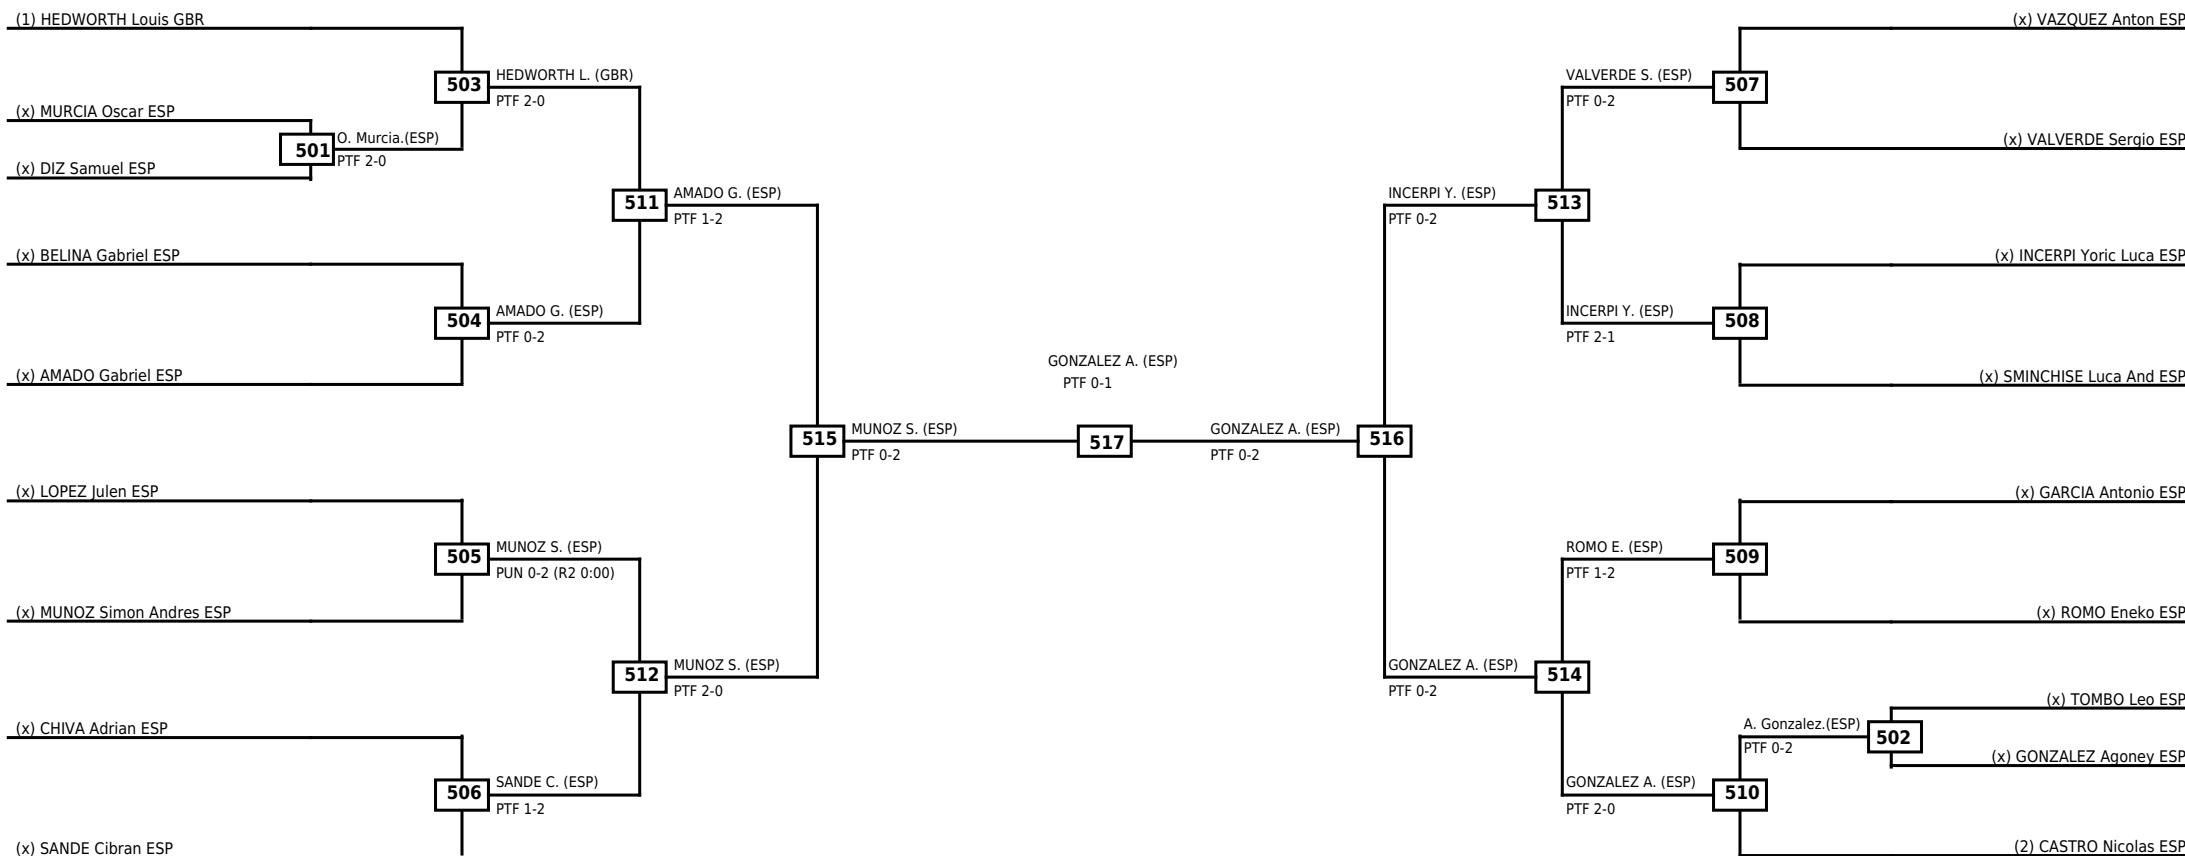 (1) HEDWORTH Louis GBR
503
HEDWORTH L. (GBR)
PTF 2-0
(x) MURCIA Oscar ESP
501
O. Murcia.(ESP)
PTF 2-0
(x) DIZ Samuel ESP
511
AMADO G. (ESP)
PTF 1-2
(x) BELINA Gabriel ESP
504
AMADO G. (ESP)
PTF 0-2
(x) AMADO Gabriel ESP
515
MUNOZ S. (ESP)
PTF 0-2
(x) LOPEZ Julen ESP
505
MUNOZ S. (ESP)
PUN 0-2 (R2 0:00)
(x) MUNOZ Simon Andres ESP
512
MUNOZ S. (ESP)
PTF 2-0
(x) CHIVA Adrian ESP
506
SANDE C. (ESP)
PTF 1-2
(x) SANDE Cibran ESP
GONZALEZ A. (ESP)
PTF 0-1
517
(x) VAZQUEZ Anton ESP
VALVERDE S. (ESP)
PTF 0-2
507
(x) VALVERDE Sergio ESP
INCERPI Y. (ESP)
PTF 0-2
513
(x) INCERPI Yoric Luca ESP
INCERPI Y. (ESP)
PTF 2-1
508
(x) SMINCHISE Luca And ESP
GONZALEZ A. (ESP)
PTF 0-2
516
(x) GARCIA Antonio ESP
ROMO E. (ESP)
PTF 1-2
509
(x) ROMO Eneko ESP
GONZALEZ A. (ESP)
PTF 0-2
514
(x) TOMBO Leo ESP
A. Gonzalez.(ESP)
PTF 0-2
502
(x) GONZALEZ Agoney ESP
GONZALEZ A. (ESP)
PTF 2-0
510
(2) CASTRO Nicolas ESP